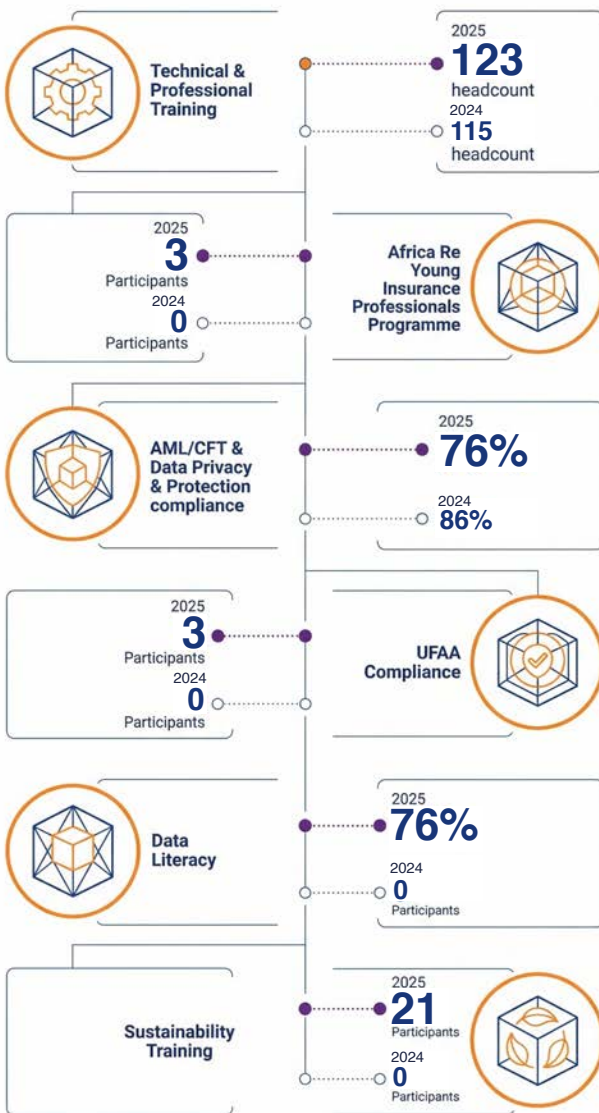 Technical &
Professional
Training
2025
123
headcount
2024
115
headcount
2025
3
Participants
2024
0
Participants
Africa Re
Young
Insurance
Professionals
Programme
AML/CFT &
Data Privacy
& Protection
compliance
2025
76%
2024
86%
2025
3
Participants
2024
0
Participants
UFAA
Compliance
Data
Literacy
2025
76%
2024
0
Participants
Sustainability
Training
2025
21
Participants
2024
0
Participants